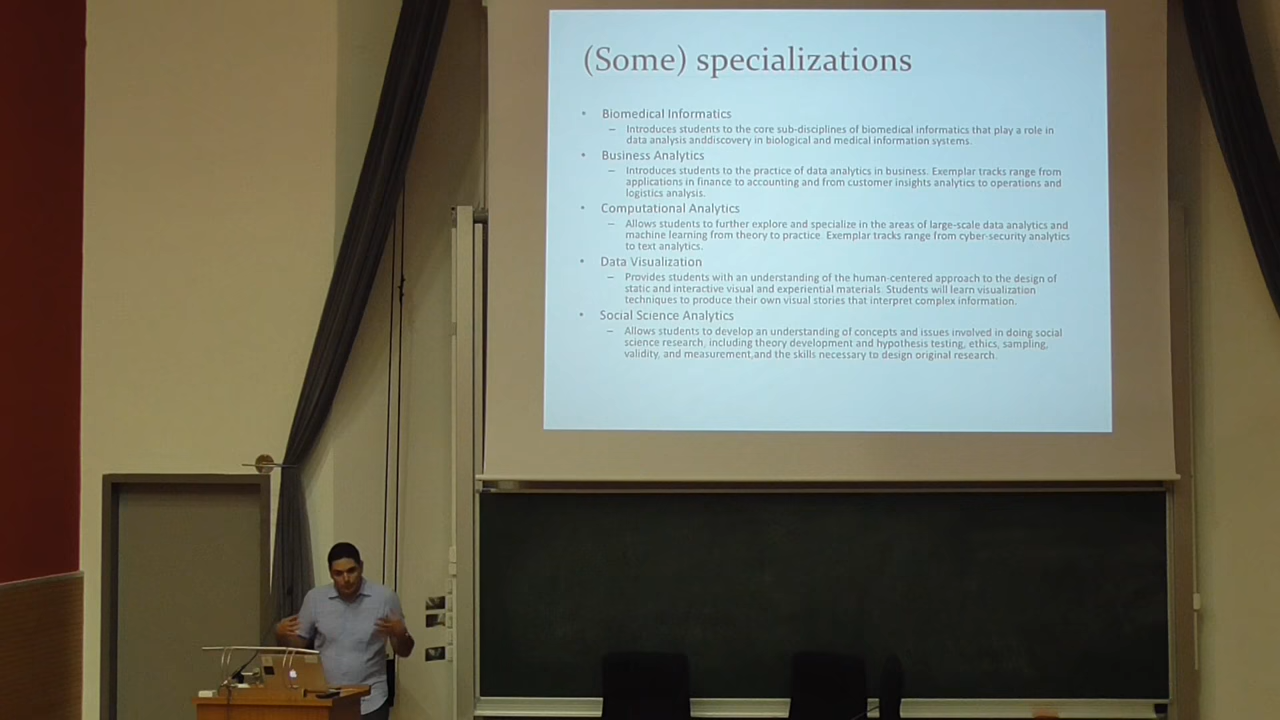 (Some) specializations
• Biomedical Informatics
– Introduces students to the core sub-disciplines of biomedical informatics that play a role in
data analysis anddiscovery in biological and medical information systems.
• Business Analytics
– Introduces students to the practice of data analytics in business. Exemplar tracks range from
applications in finance to accounting and from customer insights analytics to operations and
logistics analysis.
• Computational Analytics
– Allows students to further explore and specialize in the areas of large-scale data analytics and
machine learning from theory to practice. Exemplar tracks range from cyber-security analytics
to text analytics.
• Data Visualization
– Provides students with an understanding of the human-centered approach to the design of
static and interactive visual and experiential materials. Students will learn visualization
techniques to produce their own visual stories that interpret complex information.
• Social Science Analytics
– Allows students to develop an understanding of concepts and issues involved in doing social
science research, including theory development and hypothesis testing, ethics, sampling,
validity, and measurement,and the skills necessary to design original research.